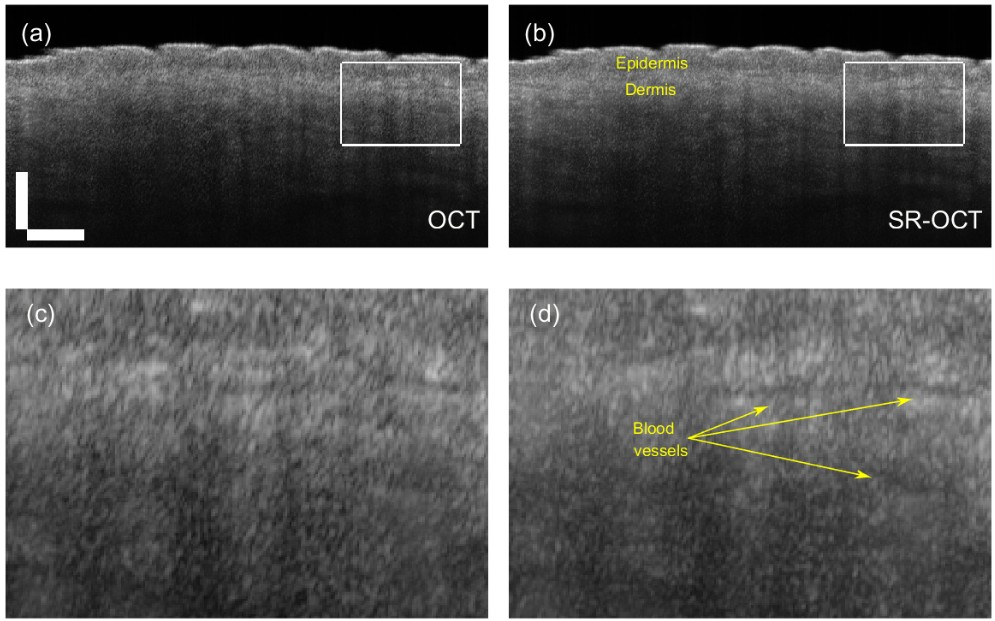 (a)
OCT
(b)
Epidermis
Dermis
SR-OCT
(c)
(d)
Blood
vessels